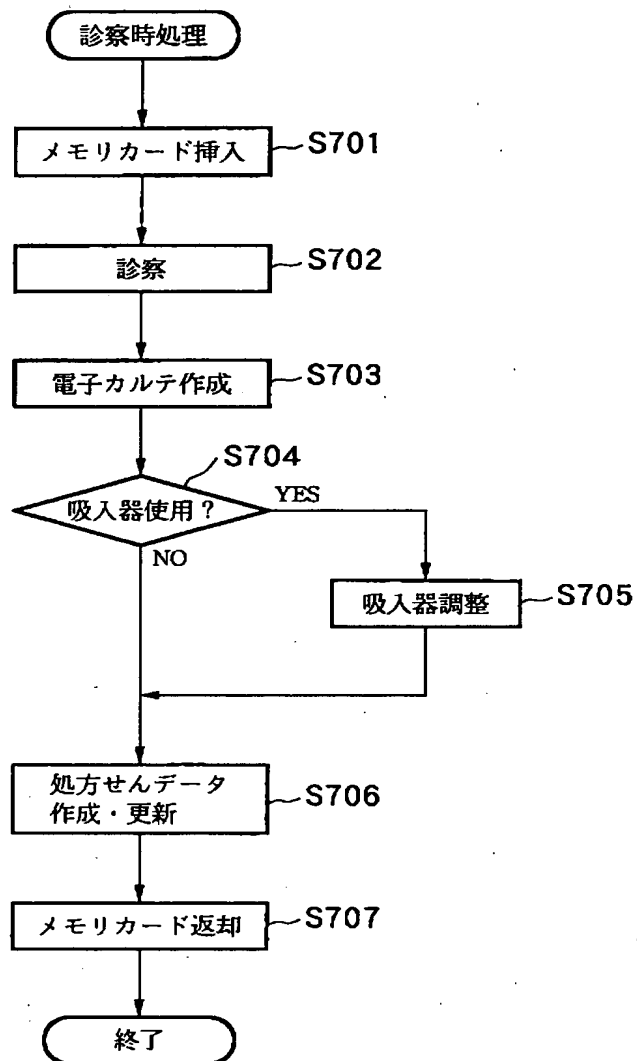 診察時処理
メモリカード挿入
S701
診察
S702
電子カルテ作成
S703
S704
吸入器使用?
YES
NO
吸入器調整
S705
処方せんデータ
作成・更新
S706
メモリカード返却
S707
終了